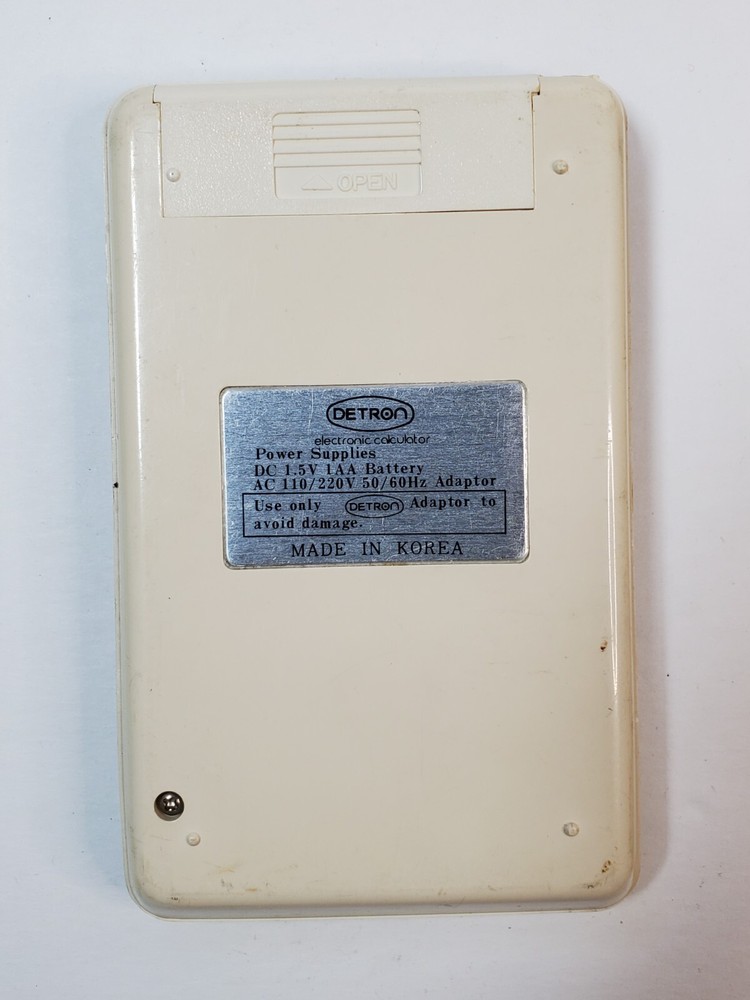 OPEN
DETRON
electronic calculator
Power Supplies
DC 1.5V 1AA Battery
AC 110/220V 50/60Hz Adaptor
Use only DETRON Adaptor to
avoid damage.
MADE IN KOREA